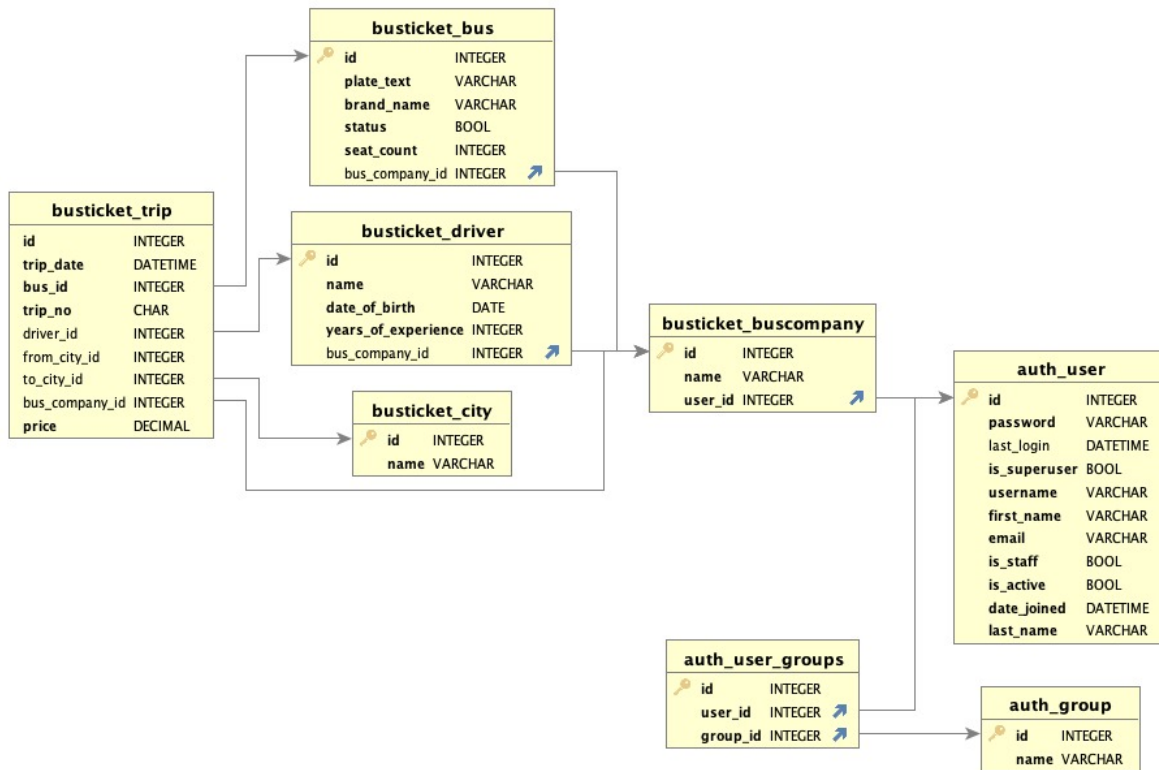 busticket_bus
id INTEGER
plate_text VARCHAR
brand_name VARCHAR
status BOOL
seat_count INTEGER
bus_company_id INTEGER
busticket_trip
id INTEGER
trip_date DATETIME
bus_id INTEGER
trip_no CHAR
driver_id INTEGER
from_city_id INTEGER
to_city_id INTEGER
bus_company_id INTEGER
price DECIMAL
busticket_driver
id INTEGER
name VARCHAR
date_of_birth DATE
years_of_experience INTEGER
bus_company_id INTEGER
busticket_city
id INTEGER
name VARCHAR
busticket_buscompany
id INTEGER
name VARCHAR
user_id INTEGER
auth_user
id INTEGER
password VARCHAR
last_login DATETIME
is_superuser BOOL
username VARCHAR
first_name VARCHAR
email VARCHAR
is_staff BOOL
is_active BOOL
date_joined DATETIME
last_name VARCHAR
auth_user_groups
id INTEGER
user_id INTEGER
group_id INTEGER
auth_group
id INTEGER
name VARCHAR